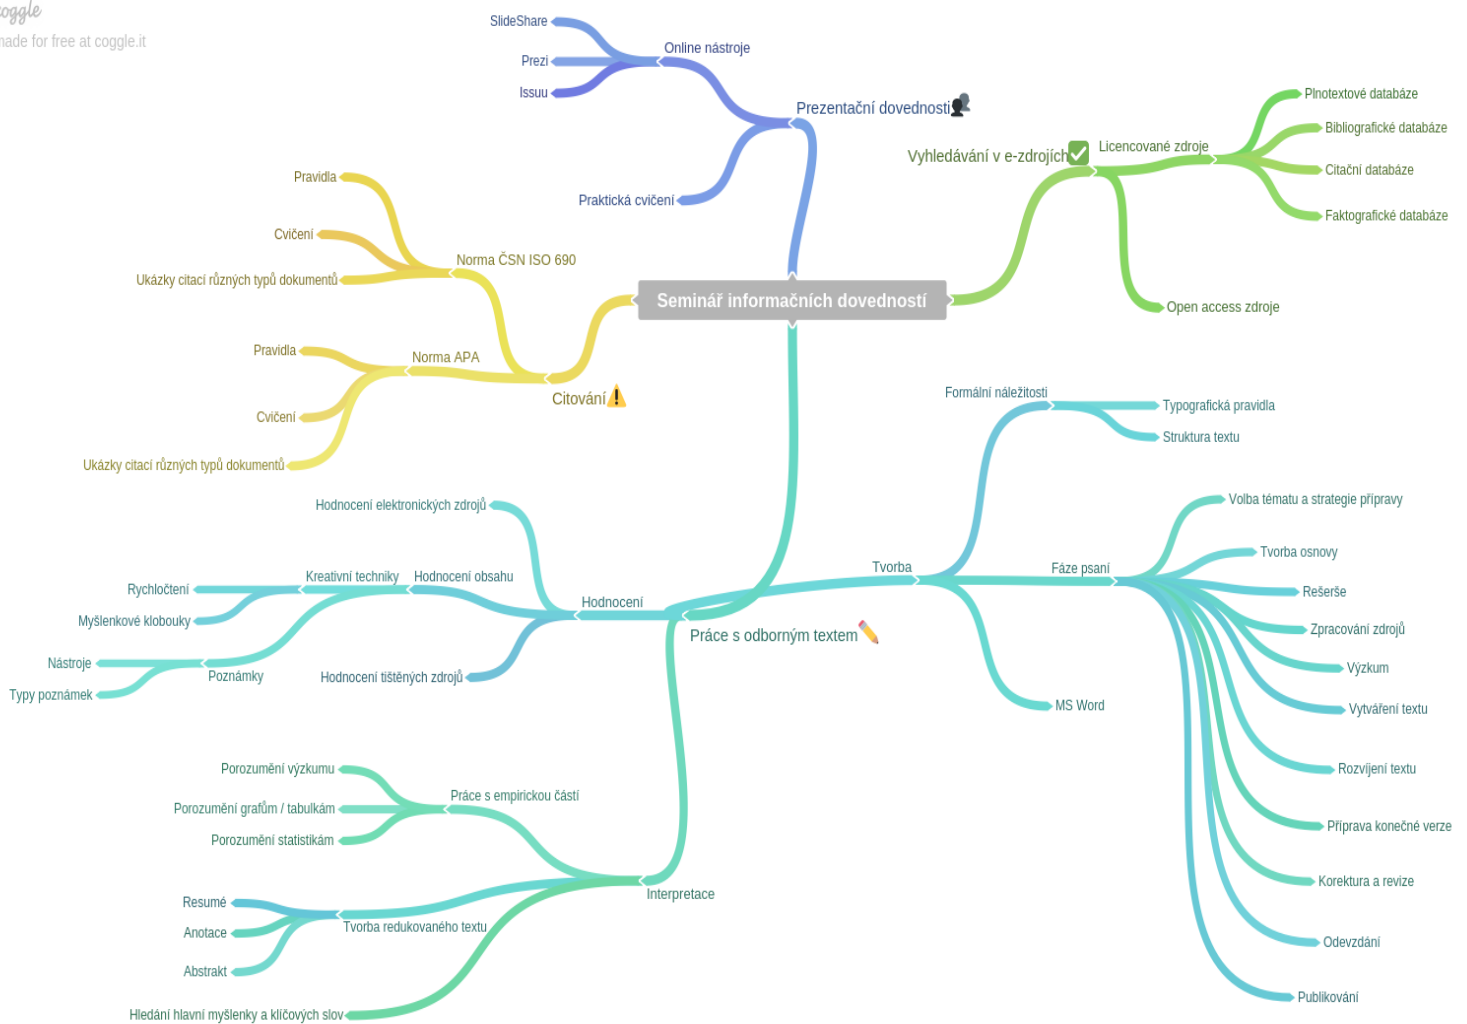 coggle
made for free at coggle.it
SlideShare
Prezi
Issuu
Online nástroje
Prezentační dovednosti
Praktická cvičení
Vyhledávání v e-zdrojích
Licencované zdroje
Plnotextové databáze
Bibliografické databáze
Citační databáze
Faktografické databáze
Open access zdroje
Seminář informačních dovedností
Pravidla
Cvičení
Ukázky citací různých typů dokumentů
Norma ČSN ISO 690
Pravidla
Norma APA
Cvičení
Ukázky citací různých typů dokumentů
Citování
Formální náležitosti
Typografická pravidla
Struktura textu
Tvorba
Fáze psaní
Volba tématu a strategie přípravy
Tvorba osnovy
Rešerše
Zpracování zdrojů
Výzkum
Vytváření textu
Rozvíjení textu
Příprava konečné verze
Korektura a revize
Odevzdání
Publikování
MS Word
Práce s odborným textem
Hodnocení
Hodnocení elektronických zdrojů
Hodnocení obsahu
Kreativní techniky
Rychločtení
Myšlenkové klobouky
Nástroje
Poznámky
Typy poznámek
Hodnocení tištěných zdrojů
Porozumění výzkumu
Práce s empirickou částí
Porozumění grafům / tabulkám
Porozumění statistikám
Interpretace
Resumé
Tvorba redukovaného textu
Anotace
Abstrakt
Hledání hlavní myšlenky a klíčových slov